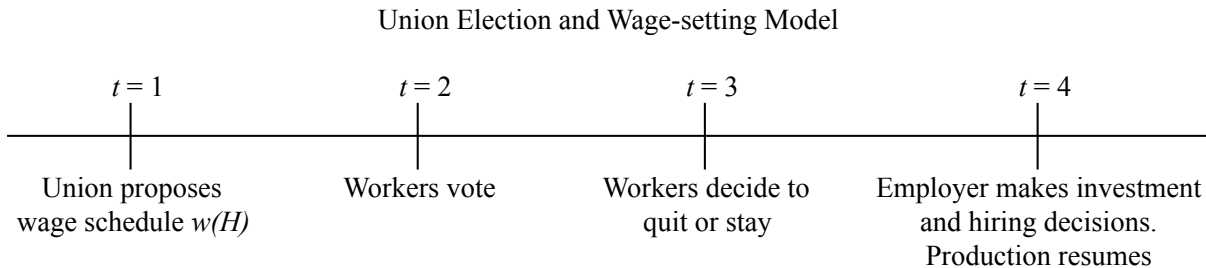 Union Election and Wage-setting Model
t = 1
t = 2
t = 3
t = 4
Union proposes
wage schedule w(H)
Workers vote
Workers decide to
quit or stay
Employer makes investment
and hiring decisions.
Production resumes